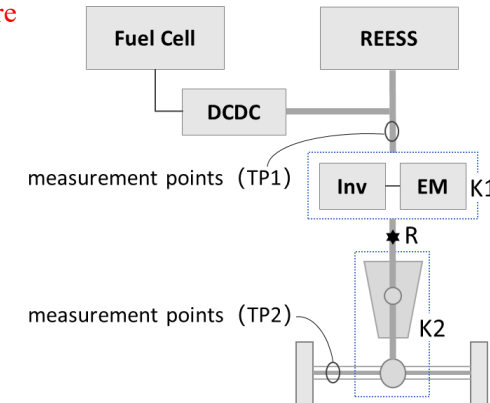 re
Fuel Cell
REESS
DCDC
measurement points (TP1)
Inv
EM
K1
R
K2
measurement points (TP2)